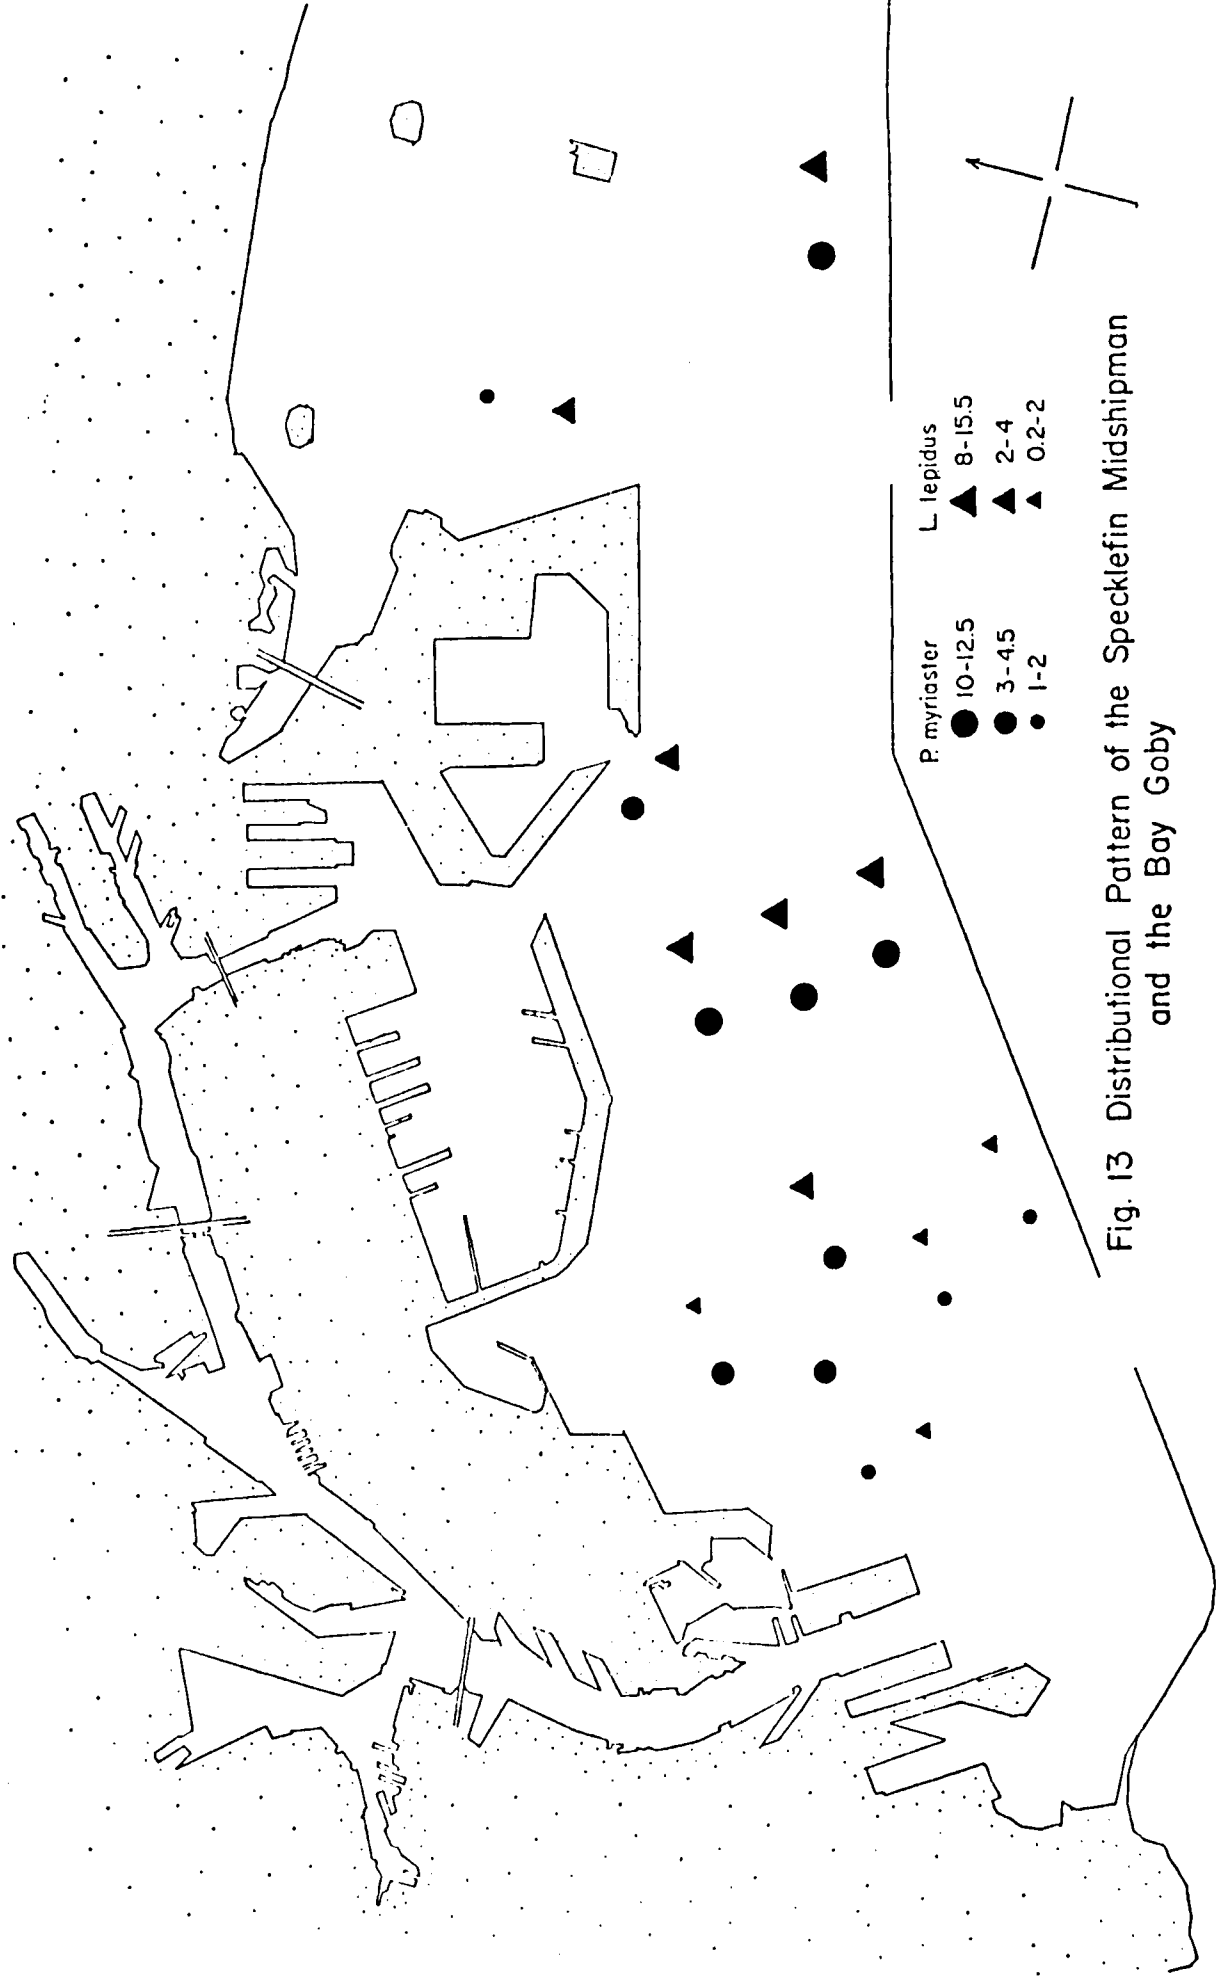 P. myriaster
10-12.5
3-4.5
1-2
L. lepidus
8-15.5
2-4
0.2-2
Fig. 13 Distributional Pattern of the Specklefin Midshipman
and the Bay Goby